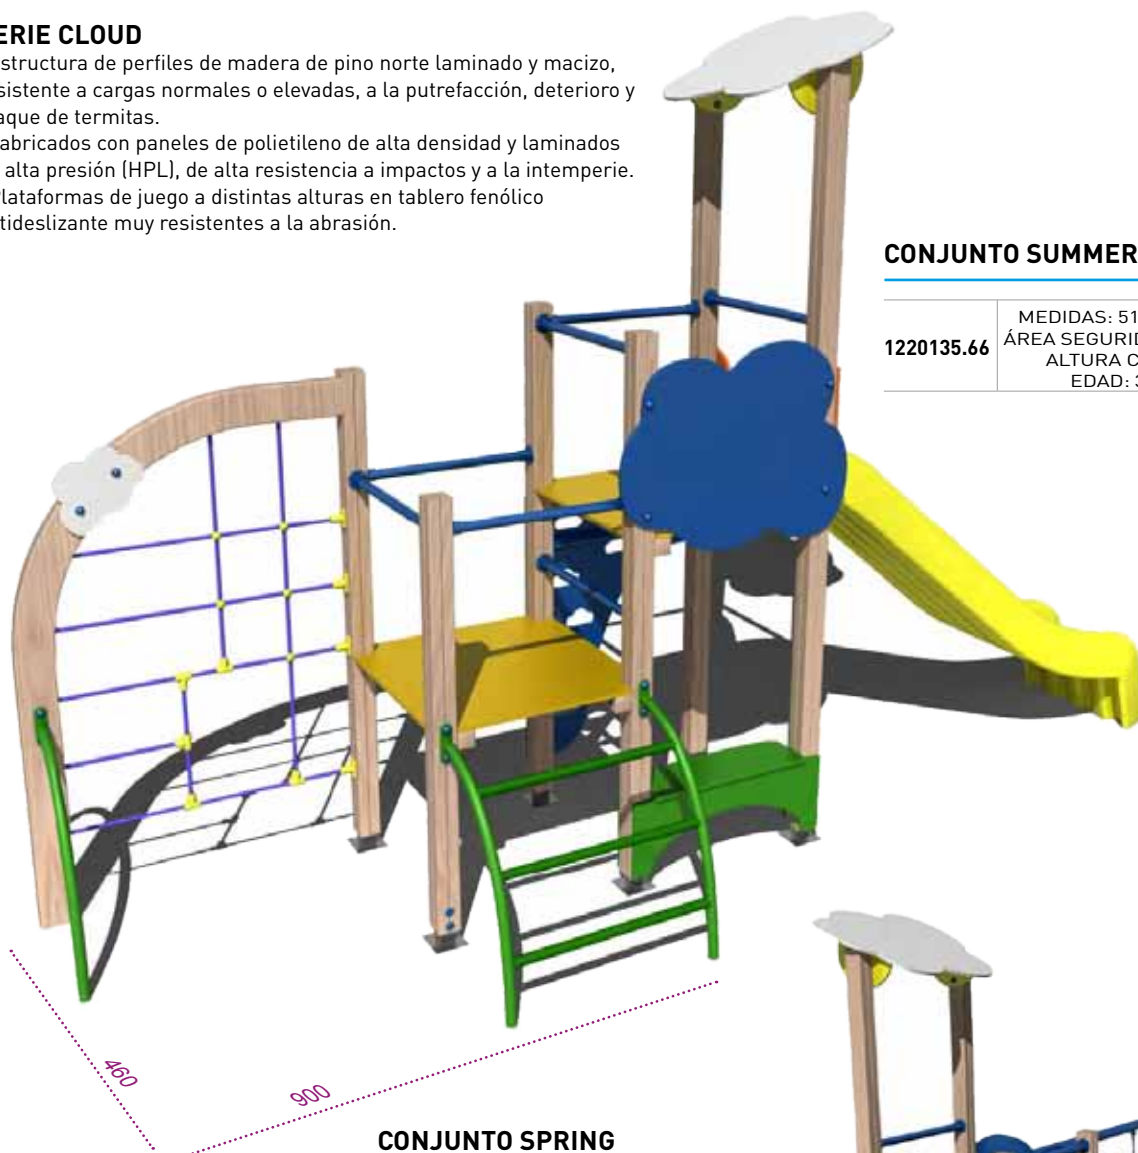 ERIE CLOUD
structura de perfiles de madera de pino norte laminado y macizo,
sistente a cargas normales o elevadas, a la putrefacción, deterioro y
aque de termitas.
abricados con paneles de polietileno de alta densidad y laminados
alta presión (HPL), de alta resistencia a impactos y a la intemperie.
lataformas de juego a distintas alturas en tablero fenólico
tideslizante muy resistentes a la abrasión.
CONJUNTO SUMMER
1220135.66
MEDIDAS: 51
ÁREA SEGURID
ALTURA C
EDAD: 3
460
900
CONJUNTO SPRING